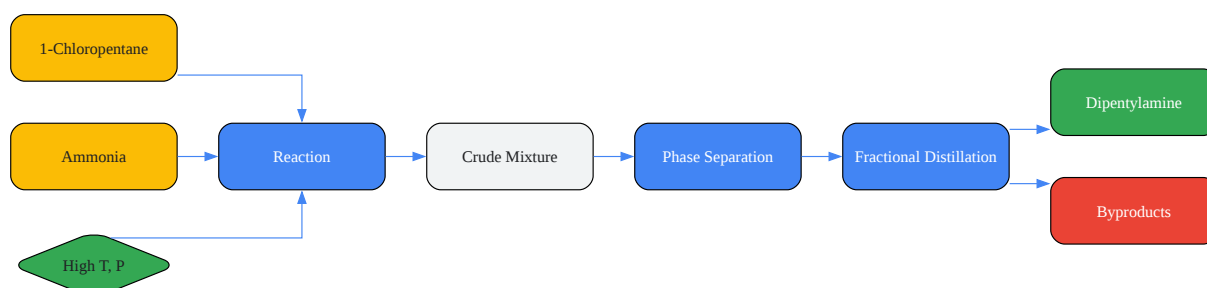 1-Chloropentane
Ammonia
High T, P
Reaction
Crude Mixture
Phase Separation
Fractional Distillation
Dipentylamine
Byproducts